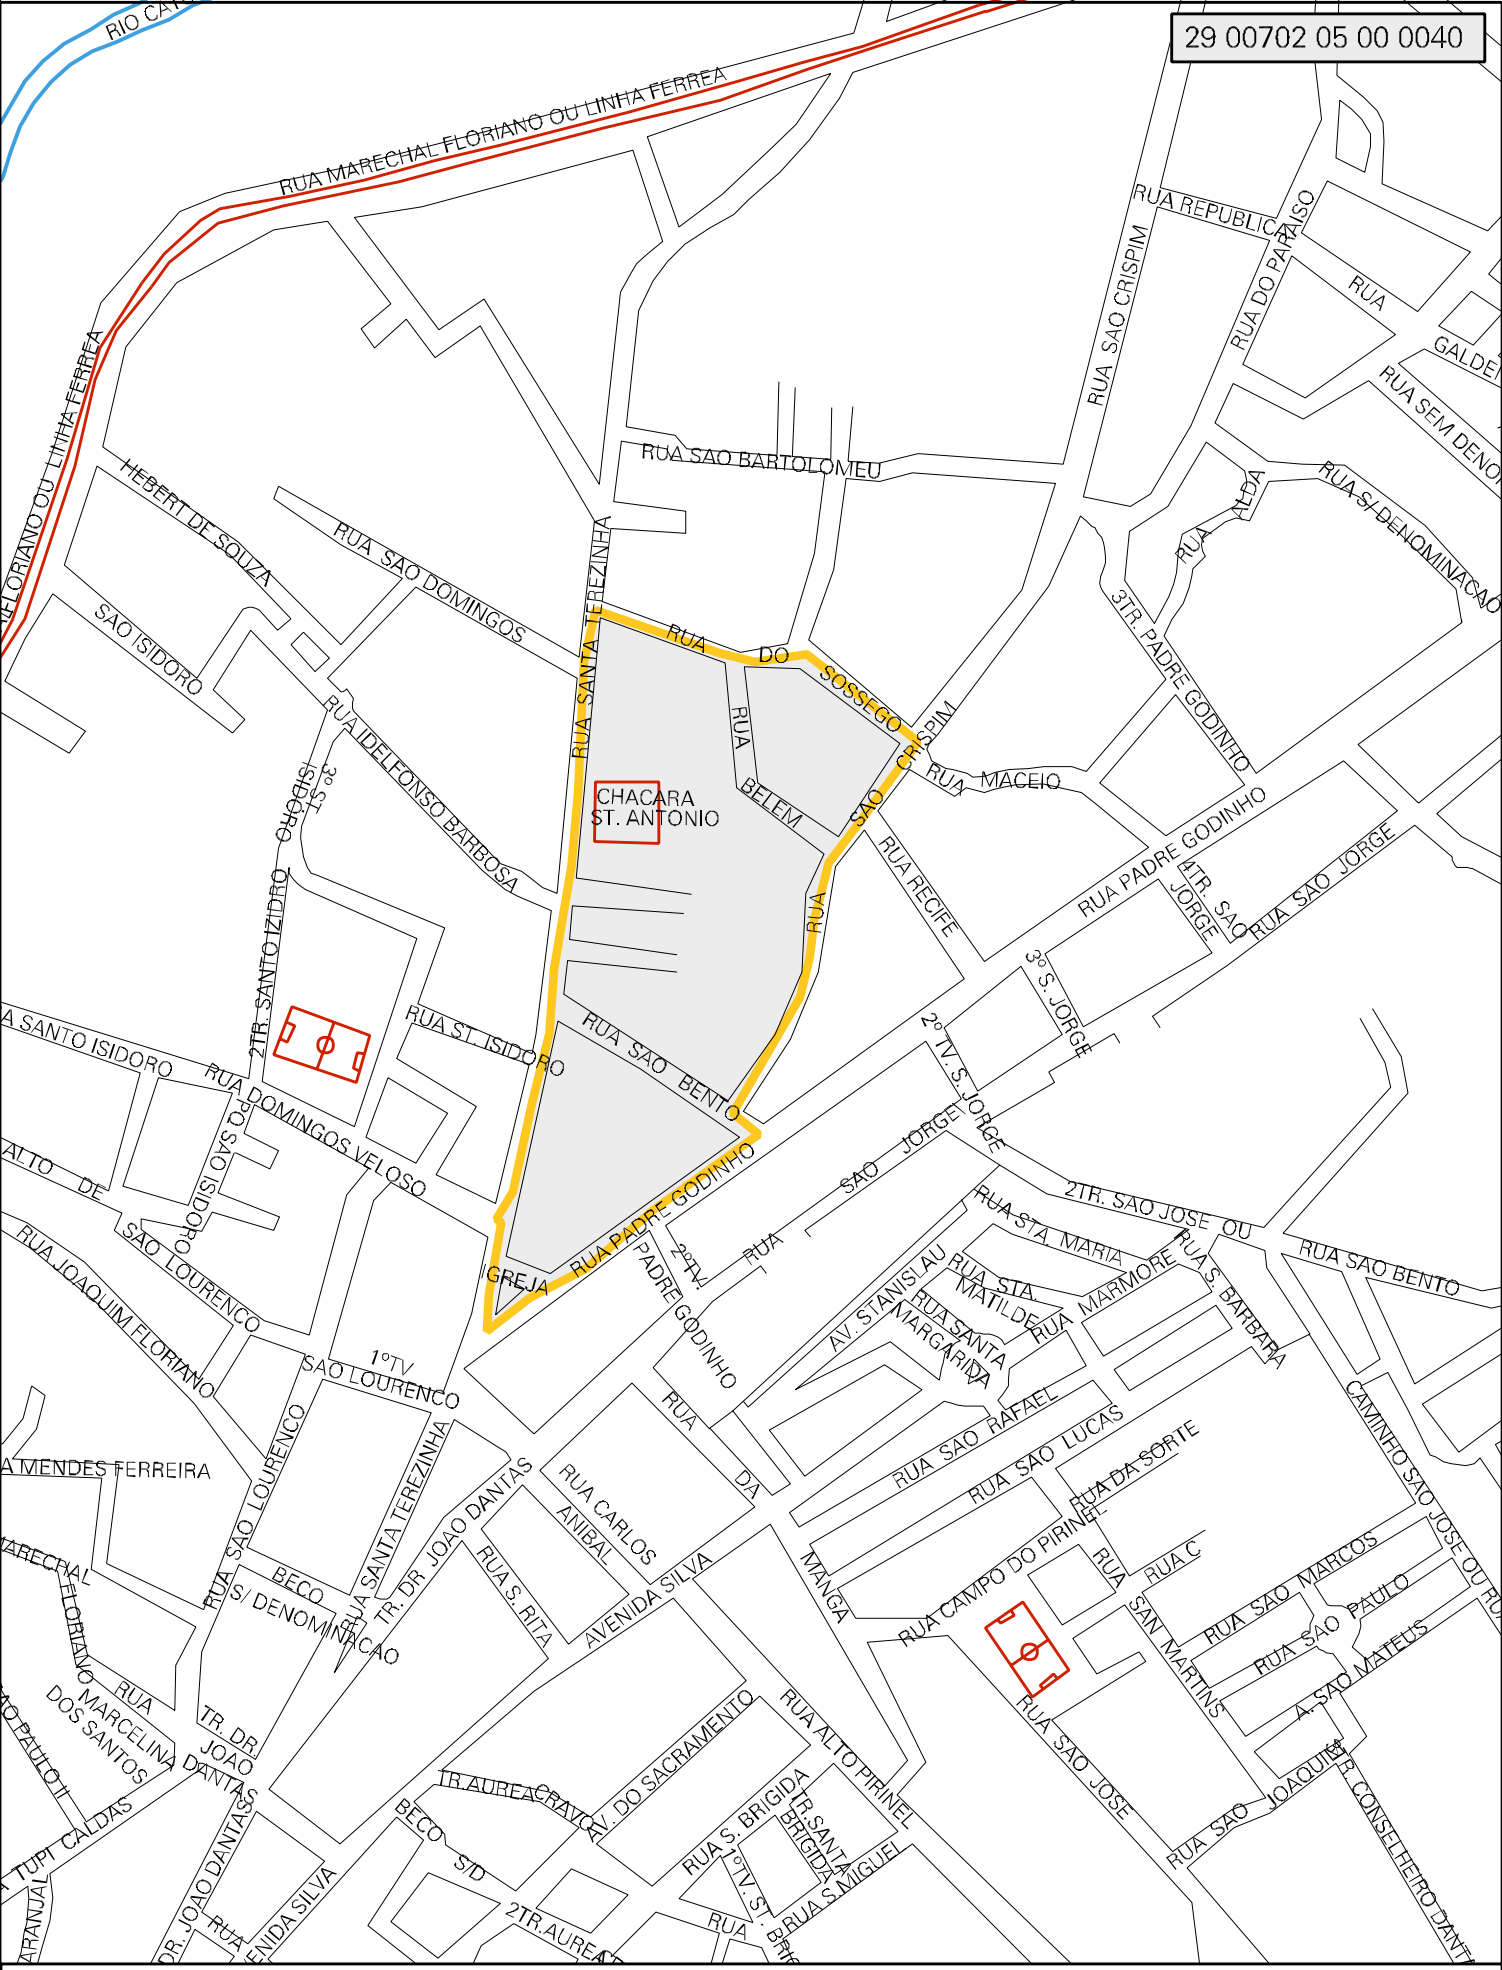 29 00702 05 00 0040
RUA MARECHAL FLORIANO OU LINHA FERREA
RUA REPUBLICA
RUA DO PARAISO
RUA SAO CRISPIM
RUA
RUA SEM DENO
RUA SAO BARTOLOMEU
FLORIANO OU LINHA FERREA
HEBERT DE SOUZA
RUA SAO DOMINGOS
RUA ALDA
RUA S/ DENOMINACAO
SAO ISIDORO
RUA SANTA TEREZINHA
RUA DO SOSSEGO
3TR. PADRE GODINHO
RUA IDELFONSO BARBOSA
3º ST.
ISIDORO
RUA BELEM
RUA SAO CRISPIM
RUA MACEIO
CHACARA
ST. ANTONIO
RUA RECIFE
RUA PADRE GODINHO
4TR. SAO
JORGE
RUA SAO JORGE
2TR. SANTO IZIDRO
3º S. JORGE
2º TV. S. JORGE
A SANTO ISIDORO
RUA ST. ISIDORO
RUA SAO BENTO
RUA DOMINGOS VELOSO
PQ SAO ISIDORO
ALTO DE
SAO LOURENCO
RUA JOAQUIM FLORIANO
RUA PADRE GODINHO
IGREJA
2ºTV.
PADRE GODINHO
RUA SAO JORGE
2TR. SAO JOSE OU
RUA STA. MARIA
RUA SAO BENTO
AV. STANISLAU
RUA STA.
MATILDE
RUA MARMORE
RUA S. BARBARA
RUA SANTA
MARGARIDA
1ºTV
SAO LOURENCO
RUA SAO LOURENCO
RUA SANTA TEREZINHA
A MENDES FERREIRA
RUA DA MANGA
RUA SAO RAFAEL
RUA SAO LUCAS
RUA DA SORTE
CAMINHO SAO JOSE OU RU
RUA CARLOS
ANIBAL
TR. DR JOAO DANTAS
RUA S. RITA
AVENIDA SILVA
RUA CAMPO DO PIRINEL
RUA C
RUA SAN MARTINS
RUA SAO MARCOS
RUA SAO PAULO
A. SAO MATEUS
MARECHAL
FLORIANO
BECO
S/ DENOMINACAO
RUA
MARCELINA
DOS SANTOS
TR. DR.
JOAO
DANTAS
AO PAULO II
RUA ALTO PIRINEL
RUA SAO JOSE
RUA SAO JOAQUIM
TR. CONSELHEIRO DANT
TR.AUREA CRAVO
AV. DO SACRAMENTO
BECO S/D
RUA S. BRIGIDA
TR.SANTA
BRIGIDA
1ºTV. ST. BRIG
RUA S.MIGUEL
TUPI CALDAS
ARANJAL
DR. JOAO DANTAS
RUA
ENIDA SILVA
2TR.AUREA
RUA